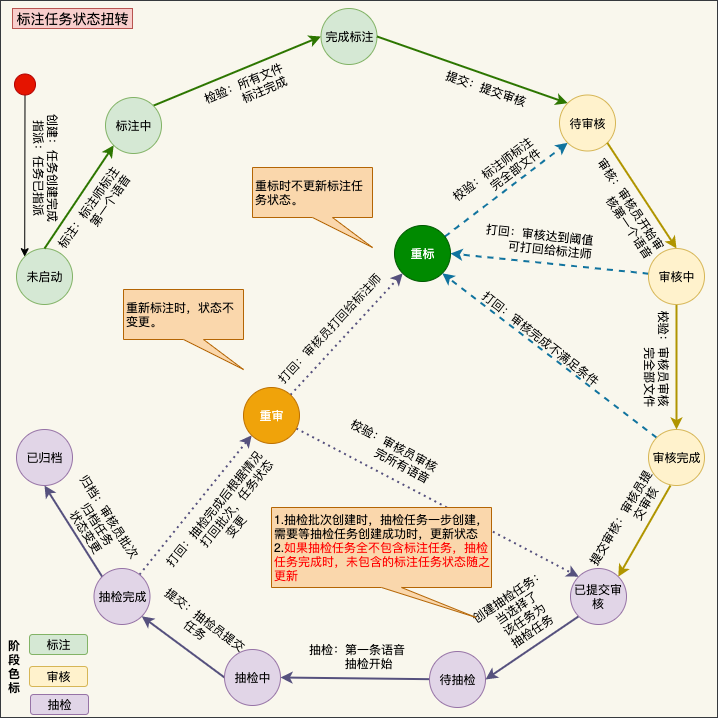 标注任务状态扭转
完成标注
检验：所有文件
标注完成
提交：提交审核
标注中
待审核
创建：任务创建完成
指派：任务已指派
标注：标注师标注
第一个语音
校验：标注师标注
完全部文件
审核：审核员开始审
核第一个语音
重标时不更新标注任
务状态。
打回：审核达到阈值
可打回给标注师
未启动
重标
审核中
重新标注时，状态不
变更。
打回：审核员打回给标注师
打回：审核完成不满足条件
校验：审核员审核
完全部文件
重审
校验：审核员审核
完所有语音
已归档
审核完成
归档：审核员批次
归档任务
状态变更
打回：抽检完成后根据情况
打回批次，任务状态
变更
1.抽检批次创建时，抽检任务一步创建，
需要等抽检任务创建成功时，更新状态
2.如果抽检任务全不包含标注任务，抽检
任务完成时，未包含的标注任务状态随之
更新
提交审核：审核员提
交审核
抽检完成
已提交审
核
提交：抽检员提交
任务
创建抽检任务：
当选择了
该任务为
抽检任务
抽检：第一条语音
抽检开始
抽检中
待抽检
阶段色标
标注
审核
抽检